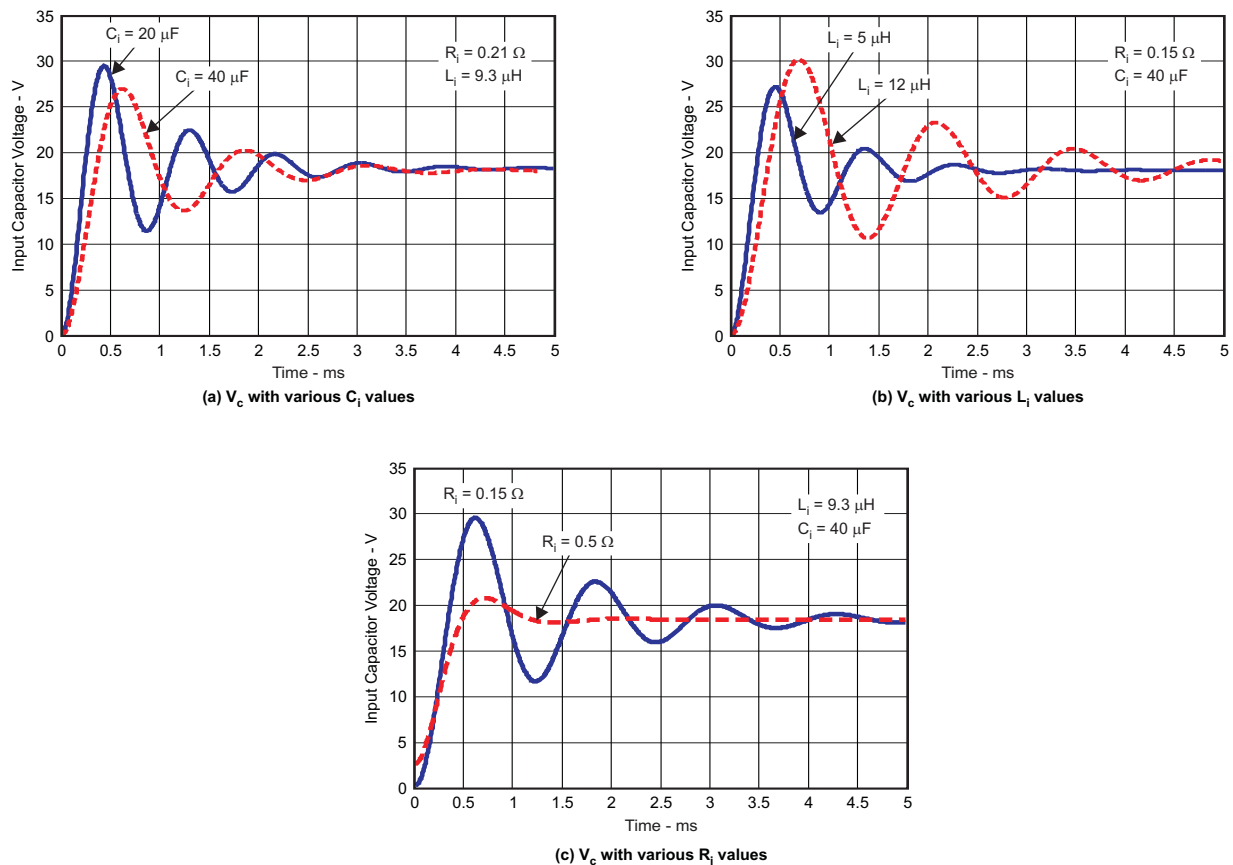 35
30
25
20
15
10
5
0
Input Capacitor Voltage - V
Cᵢ = 20 μF
Cᵢ = 40 μF
Rᵢ = 0.21 Ω
Lᵢ = 9.3 μH
0 0.5 1 1.5 2 2.5 3 3.5 4 4.5 5
Time - ms
(a) V_c with various Cᵢ values
35
30
25
20
15
10
5
0
Input Capacitor Voltage - V
Lᵢ = 5 μH
Lᵢ = 12 μH
Rᵢ = 0.15 Ω
Cᵢ = 40 μF
0 0.5 1 1.5 2 2.5 3 3.5 4 4.5 5
Time - ms
(b) V_c with various Lᵢ values
35
30
25
20
15
10
5
0
Input Capacitor Voltage - V
Rᵢ = 0.15 Ω
Rᵢ = 0.5 Ω
Lᵢ = 9.3 μH
Cᵢ = 40 μF
0 0.5 1 1.5 2 2.5 3 3.5 4 4.5 5
Time - ms
(c) V_c with various Rᵢ values